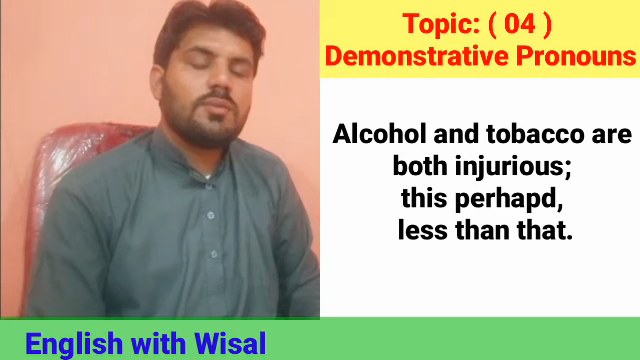 Topic: ( 04 )
Demonstrative Pronouns
Alcohol and tobacco are
both injurious;
this perhapd,
less than that.
English with Wisal